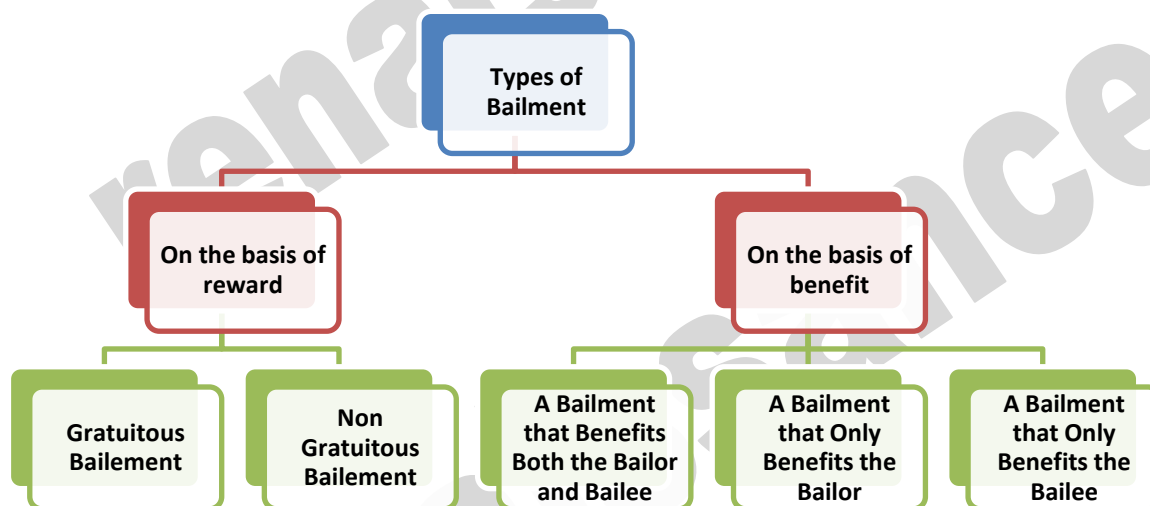 Types of
Bailment
On the basis of
reward
On the basis of
benefit
Gratuitous
Bailement
Non
Gratuitous
Bailement
A Bailment
that Benefits
Both the Bailor
and Bailee
A Bailment
that Only
Benefits the
Bailor
A Bailment
that Only
Benefits the
Bailee